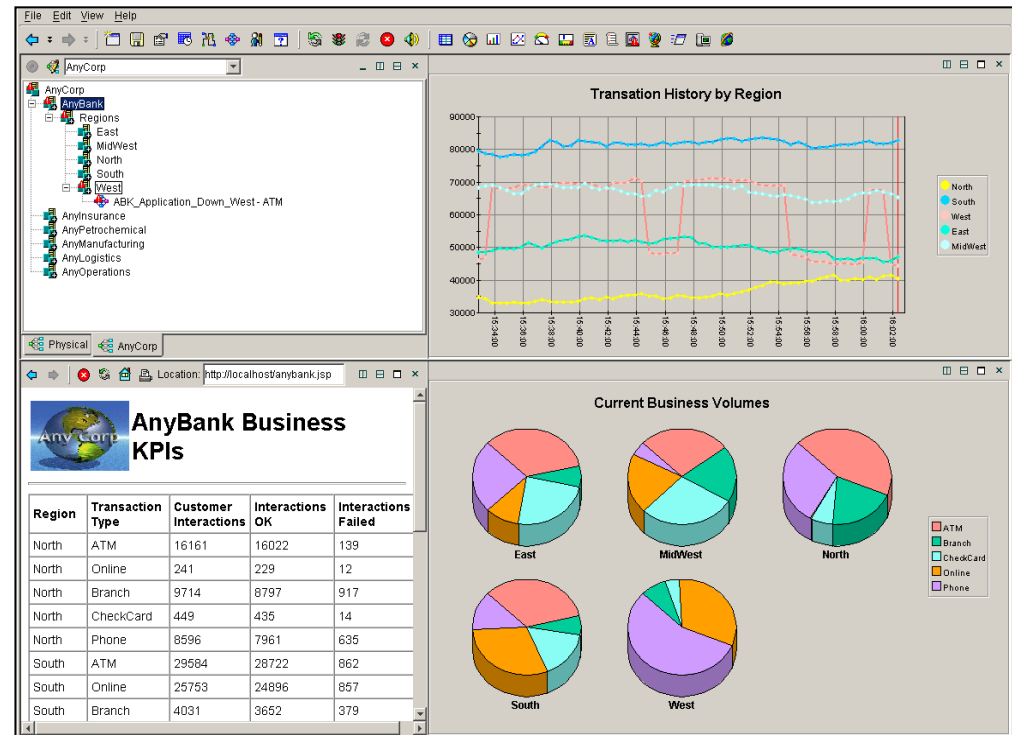 File Edit View Help
AnyCorp
AnyCorp
AnyBank
Regions
East
MidWest
North
South
West
ABK_Application_Down_West - ATM
AnyInsurance
AnyPetrochemical
AnyManufacturing
AnyLogistics
AnyOperations
Physical AnyCorp
Transation History by Region
90000
80000
70000
60000
50000
40000
30000
15:34:00
15:36:00
15:38:00
15:40:00
15:42:00
15:44:00
15:46:00
15:48:00
15:50:00
15:52:00
15:54:00
15:56:00
15:58:00
16:00:00
16:02:00
North
South
West
East
MidWest
Location: http://localhost/anybank.jsp
Any Corp
AnyBank Business
KPIs
Region Transaction Type Customer Interactions Interactions OK Interactions Failed
North ATM 16161 16022 139
North Online 241 229 12
North Branch 9714 8797 917
North CheckCard 449 435 14
North Phone 8596 7961 635
South ATM 29584 28722 862
South Online 25753 24896 857
South Branch 4031 3652 379
Current Business Volumes
East
MidWest
North
South
West
ATM
Branch
CheckCard
Online
Phone